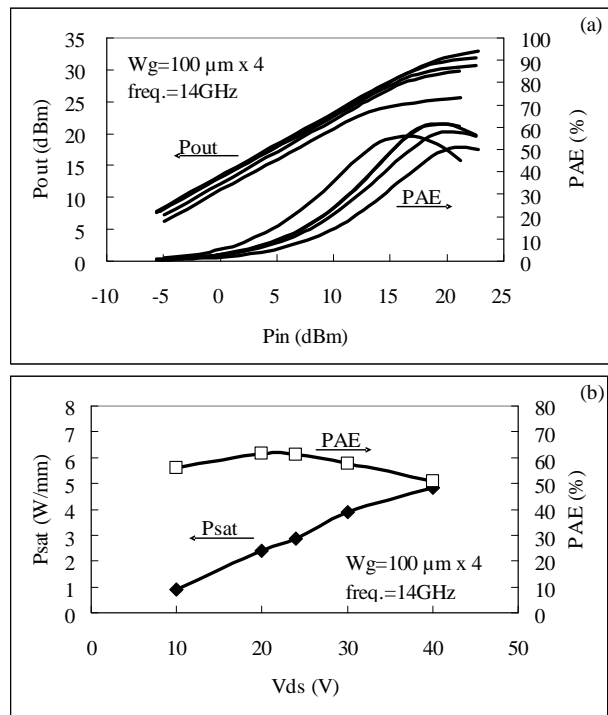 (a)
35
30
25
20
15
10
5
0
Pout (dBm)
Wg=100 µm x 4
freq.=14GHz
Pout
PAE
100
90
80
70
60
50
40
30
20
10
0
PAE (%)
-10 -5 0 5 10 15 20 25
Pin (dBm)
(b)
8
7
6
5
4
3
2
1
0
Psat (W/mm)
PAE
Psat
Wg=100 µm x 4
freq.=14GHz
80
70
60
50
40
30
20
10
0
PAE (%)
0 10 20 30 40 50
Vds (V)